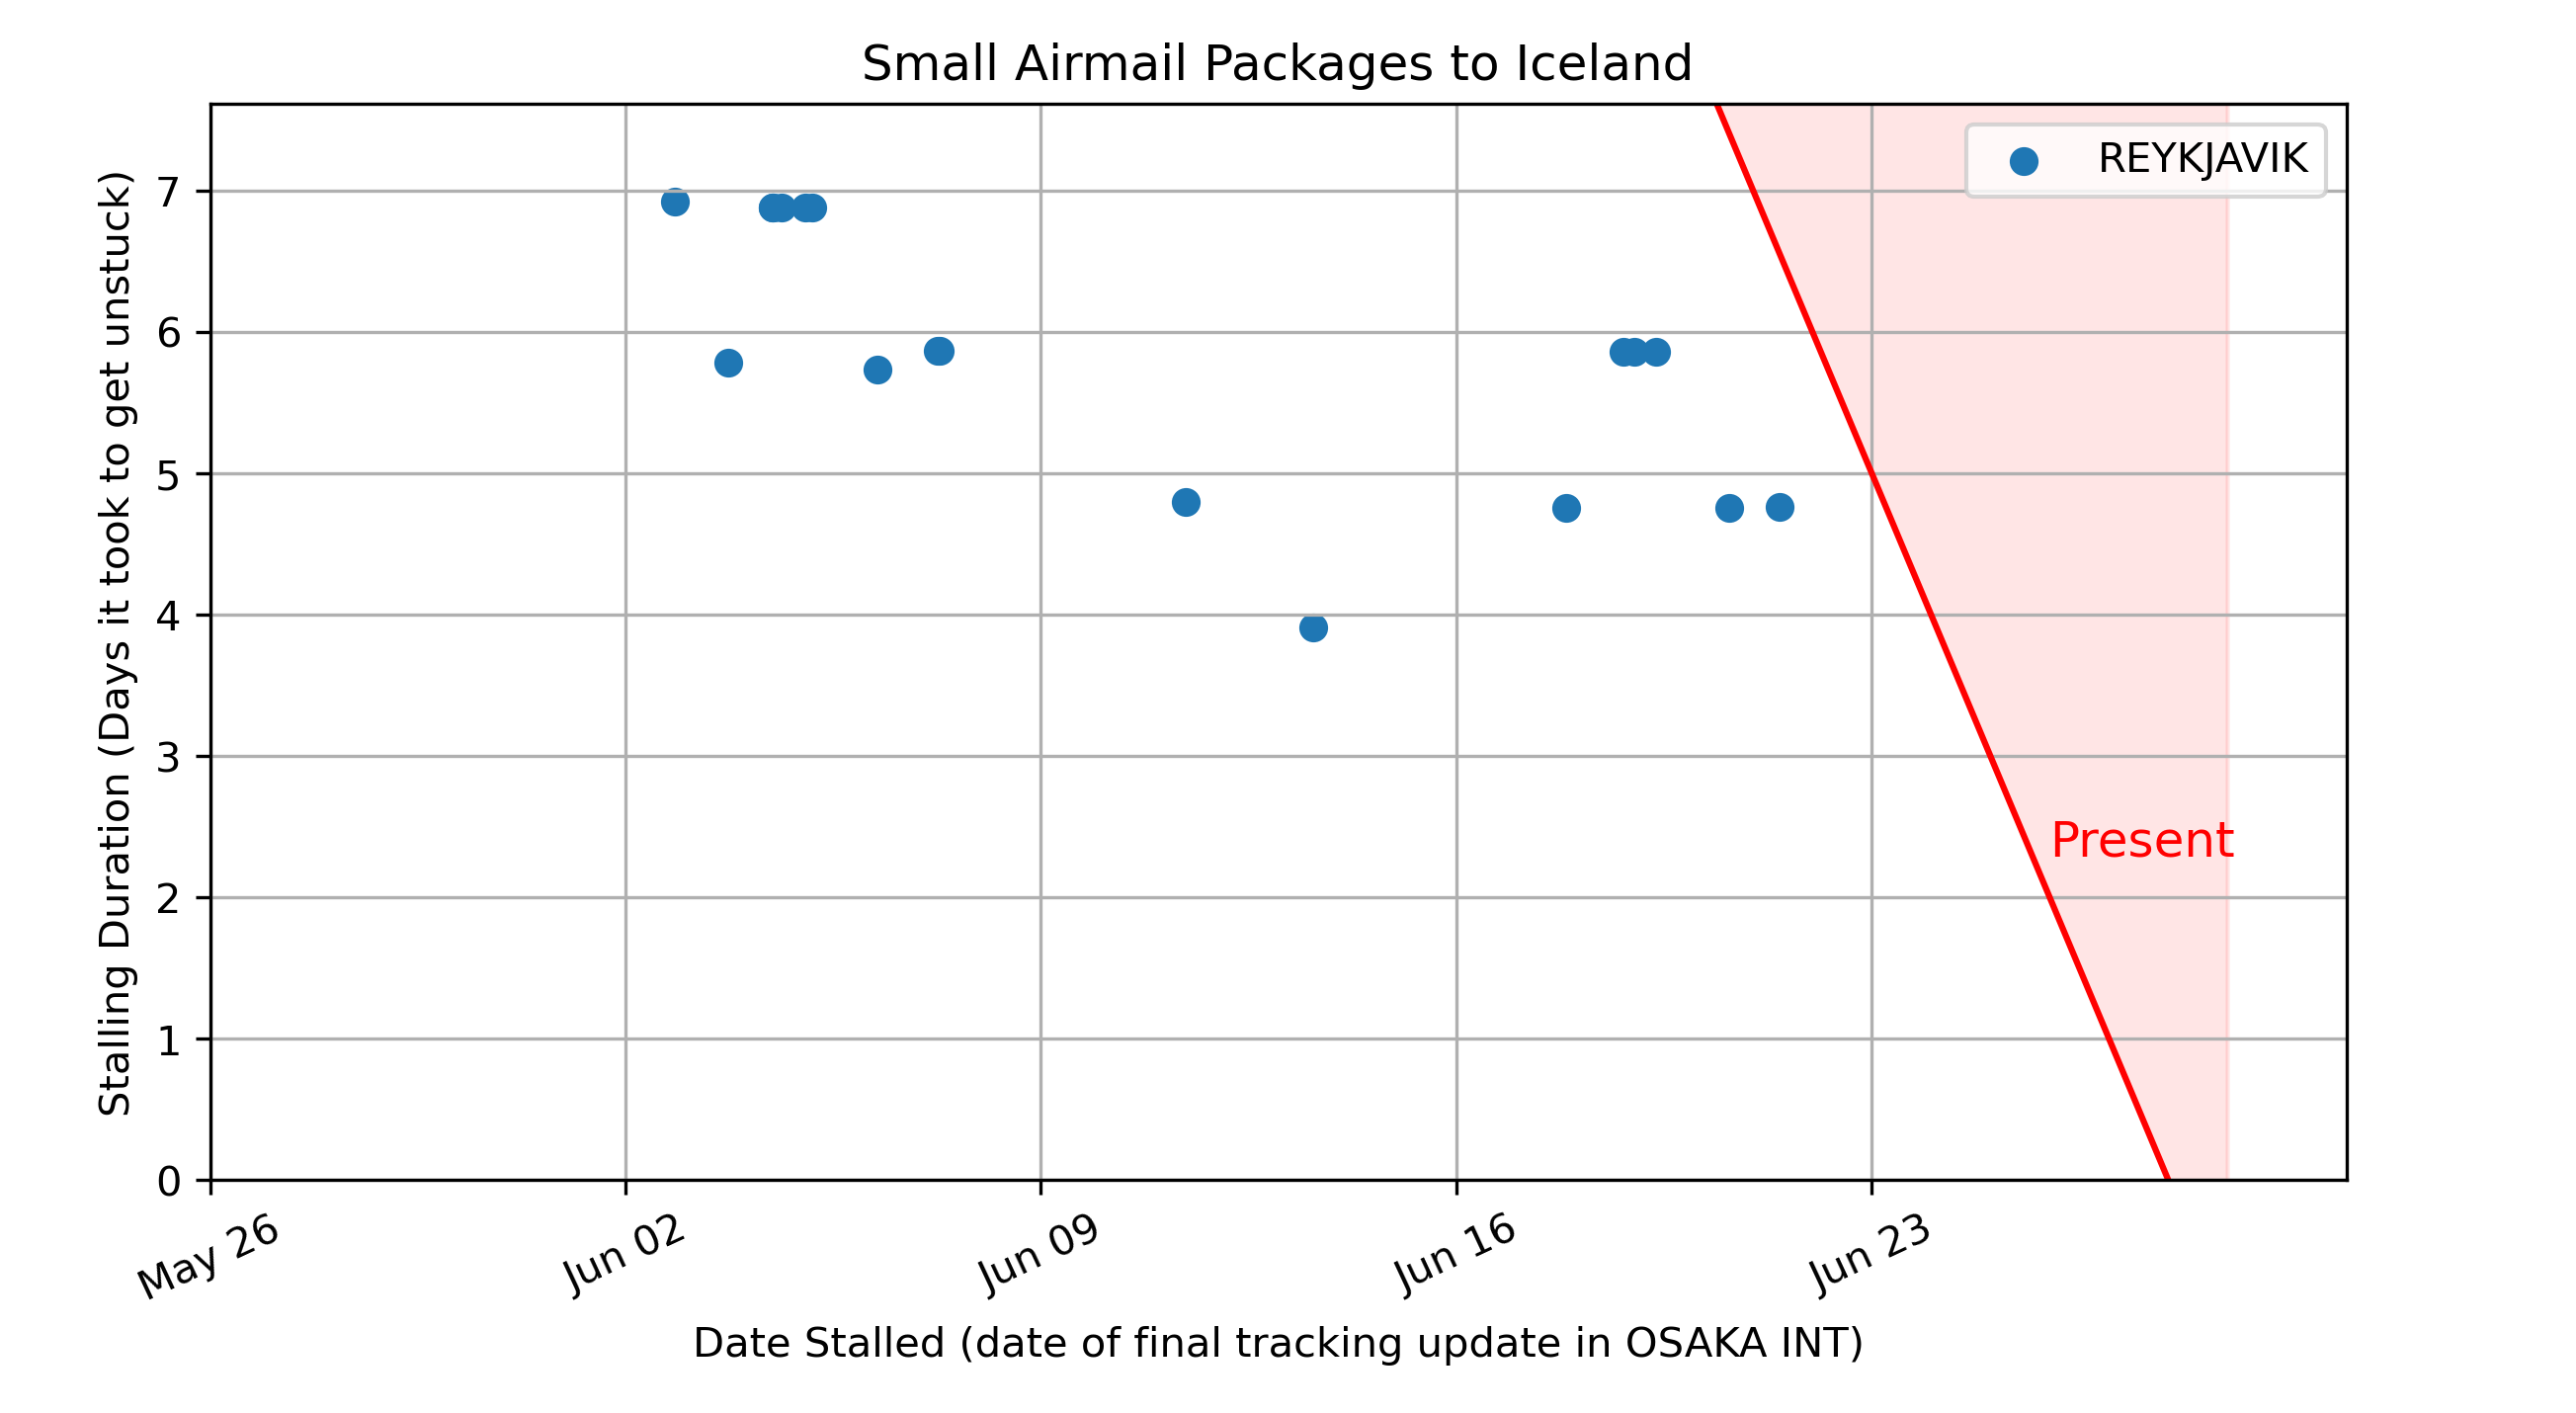 Small Airmail Packages to Iceland
REYKJAVIK
Stalling Duration (Days it took to get unstuck)
7
6
5
4
3
2
1
0
Present
May 26
Jun 02
Jun 09
Jun 16
Jun 23
Date Stalled (date of final tracking update in OSAKA INT)